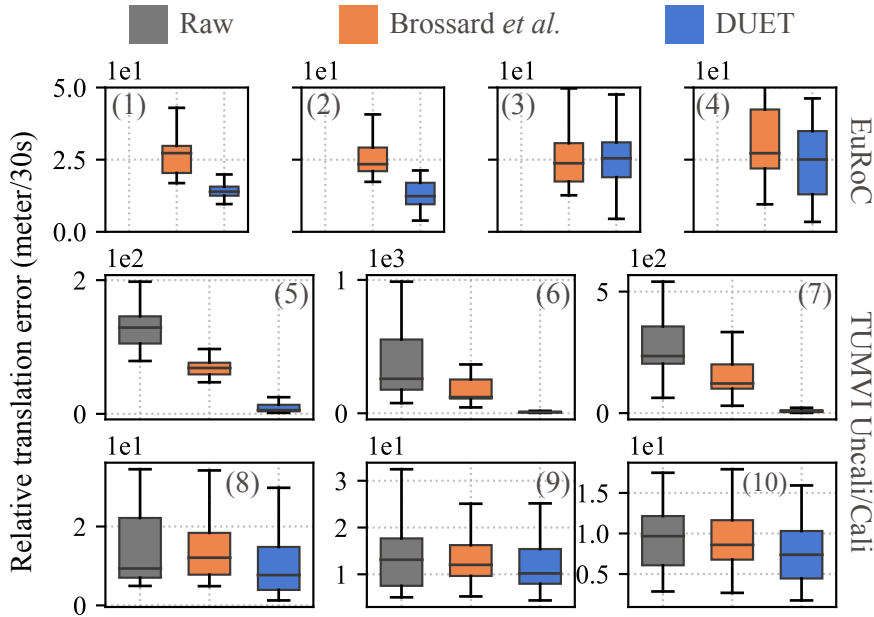 Raw Brossard et al. DUET
1e1 1e1 1e1 1e1
5.0 (1) (2) (3) (4)
2.5
0.0
EuRoC
1e2 1e3 1e2
2 (5) 1 (6) 5 (7)
0 0 0
1e1 1e1 1e1
(8) (9) (10)
2 3 1.5
0 2 1.0
1 0.5
TUMVI Uncali/Cali
Relative translation error (meter/30s)